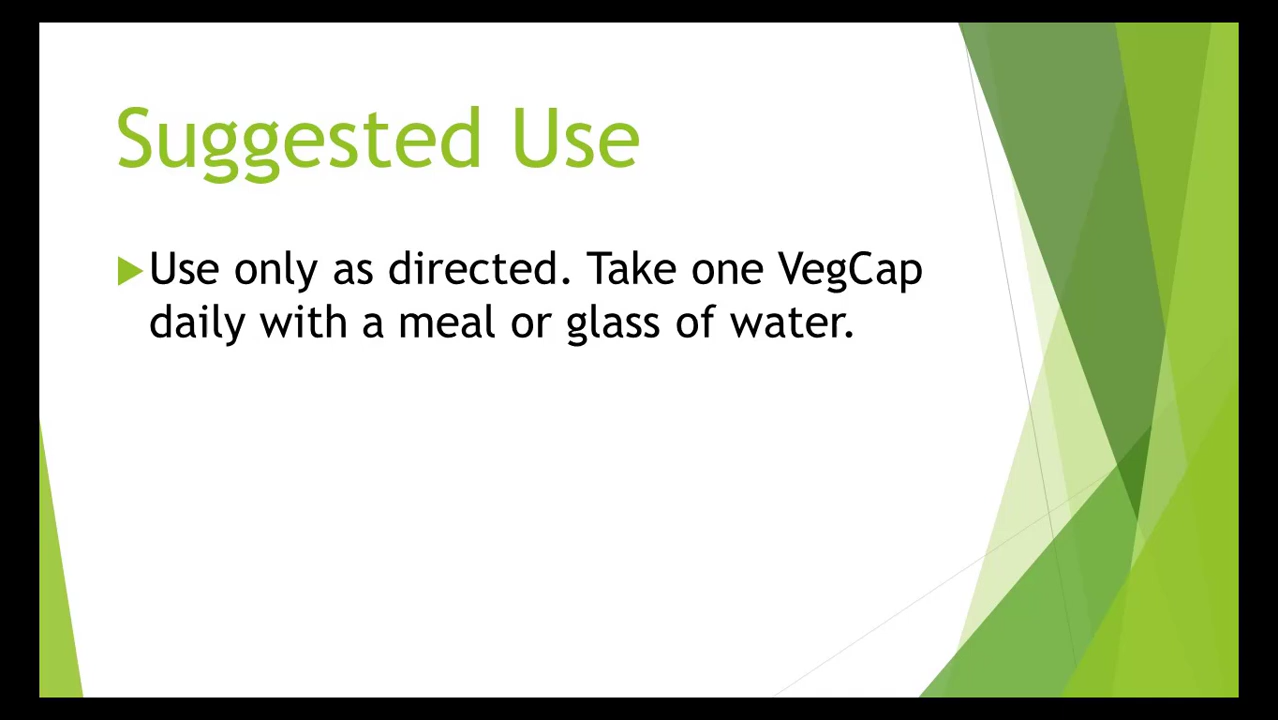 Suggested Use
Use only as directed. Take one VegCap
daily with a meal or glass of water.